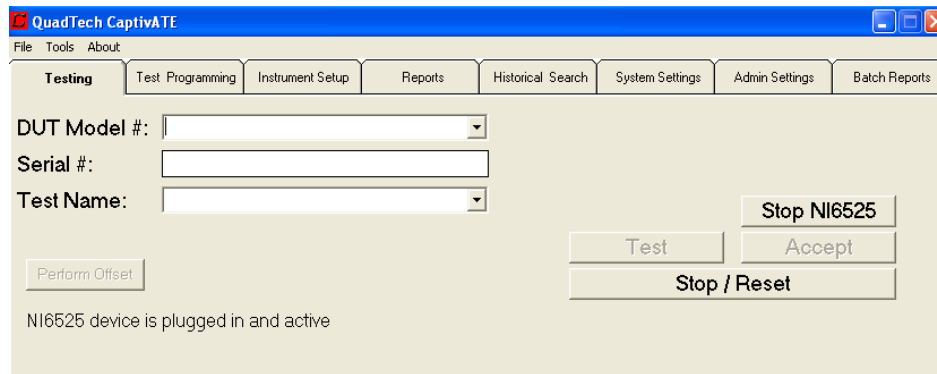 QuadTech CaptivATE
File Tools About
Testing Test Programming Instrument Setup Reports Historical Search System Settings Admin Settings Batch Reports
DUT Model #:
Serial #:
Test Name:
Stop NI6525
Test Accept
Perform Offset
Stop / Reset
NI6525 device is plugged in and active